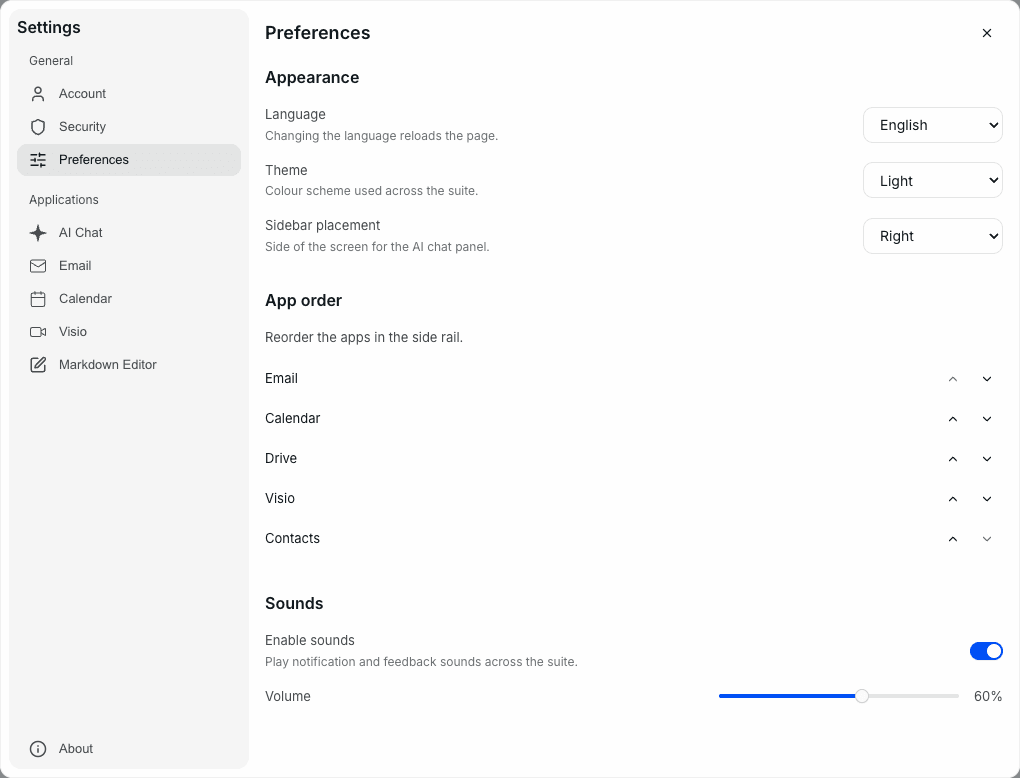 Settings
General
Account
Security
Preferences
Applications
AI Chat
Email
Calendar
Visio
Markdown Editor
About
Preferences
Appearance
Language
Changing the language reloads the page.
English
Theme
Colour scheme used across the suite.
Light
Sidebar placement
Side of the screen for the AI chat panel.
Right
App order
Reorder the apps in the side rail.
Email
Calendar
Drive
Visio
Contacts
Sounds
Enable sounds
Play notification and feedback sounds across the suite.
Volume
60%